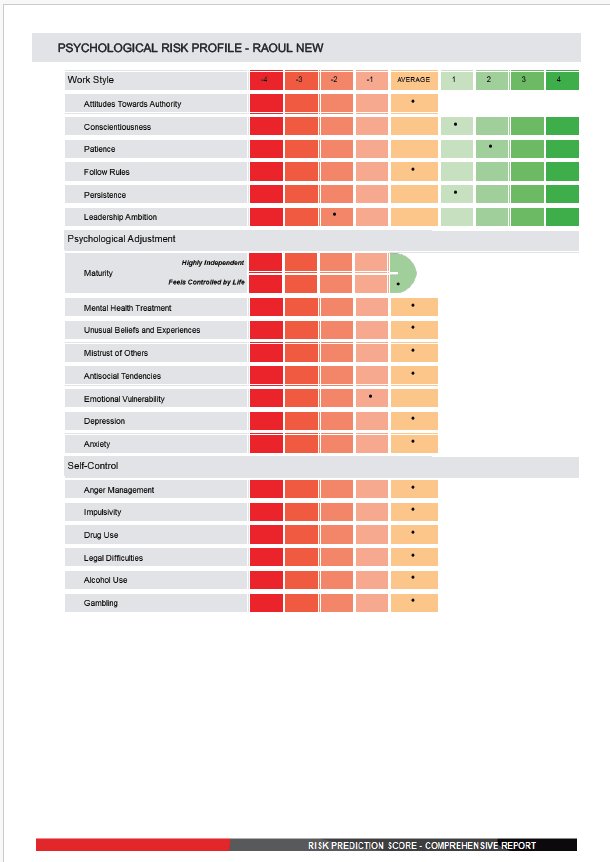 PSYCHOLOGICAL RISK PROFILE - RAOUL NEW
Work Style -4 -3 -2 -1 AVERAGE 1 2 3 4
Attitudes Towards Authority
Conscientiousness
Patience
Follow Rules
Persistence
Leadership Ambition
Psychological Adjustment
Highly Independent
Maturity
Feels Controlled by Life
Mental Health Treatment
Unusual Beliefs and Experiences
Mistrust of Others
Antisocial Tendencies
Emotional Vulnerability
Depression
Anxiety
Self-Control
Anger Management
Impulsivity
Drug Use
Legal Difficulties
Alcohol Use
Gambling
RISK PREDICTION SCORE - COMPREHENSIVE REPORT